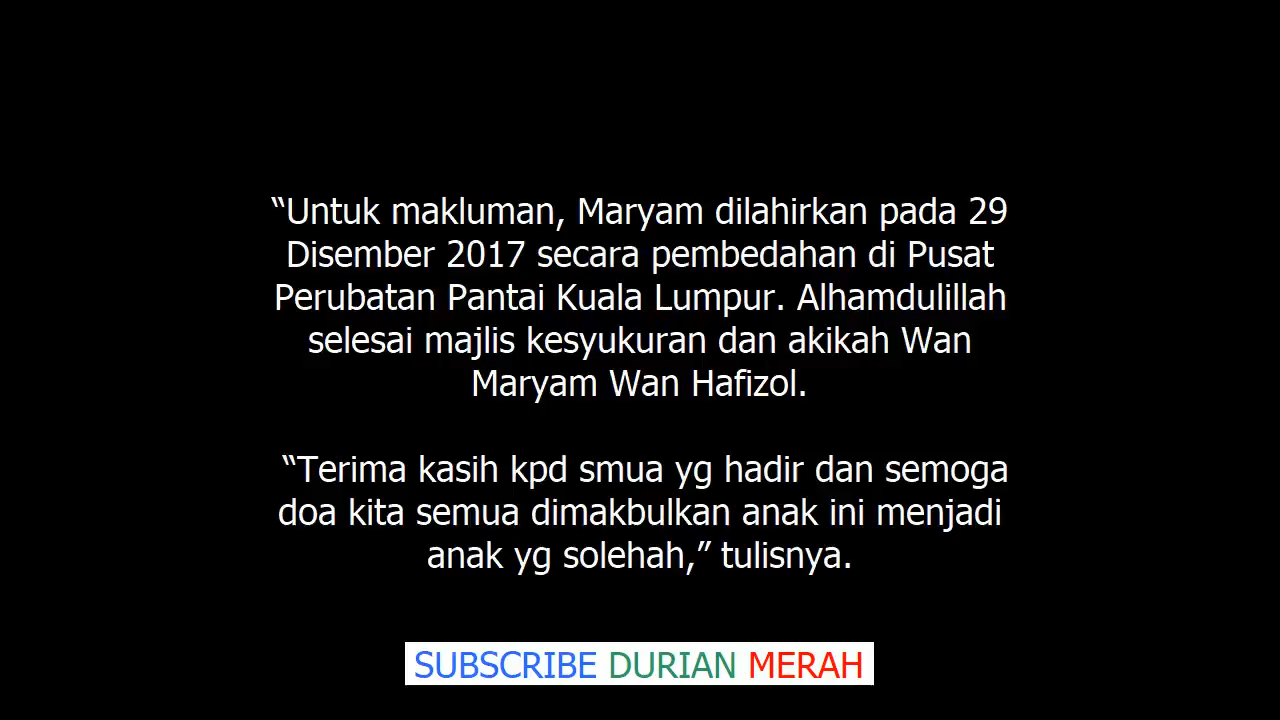 “Untuk makluman, Maryam dilahirkan pada 29
Disember 2017 secara pembedahan di Pusat
Perubatan Pantai Kuala Lumpur. Alhamdulillah
selesai majlis kesyukuran dan akikah Wan
Maryam Wan Hafizol.
“Terima kasih kpd smua yg hadir dan semoga
doa kita semua dimakbulkan anak ini menjadi
anak yg solehah,” tulisnya.
SUBSCRIBE DURIAN MERAH